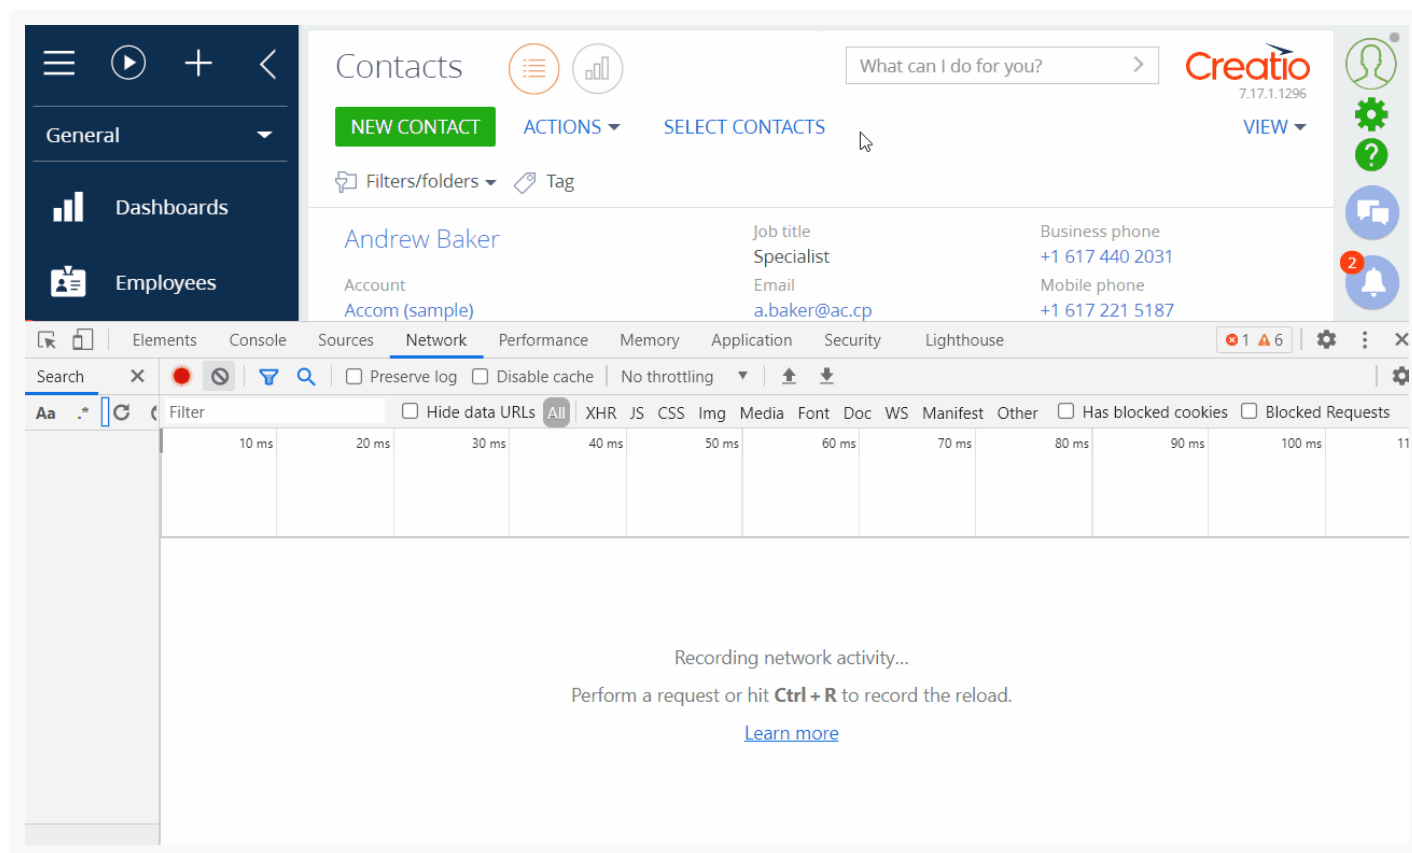 Contacts
What can I do for you?
Creatio
7.17.1.1296
General
NEW CONTACT
ACTIONS
SELECT CONTACTS
VIEW
Filters/folders
Tag
Dashboards
Employees
Andrew Baker
Job title
Specialist
Business phone
+1 617 440 2031
Account
Accom (sample)
Email
a.baker@ac.cp
Mobile phone
+1 617 221 5187
?
2
Elements Console Sources Network Performance Memory Application Security Lighthouse
1 6
Search
Preserve log Disable cache No throttling
Aa .*
Filter
Hide data URLs All XHR JS CSS Img Media Font Doc WS Manifest Other Has blocked cookies Blocked Requests
10 ms 20 ms 30 ms 40 ms 50 ms 60 ms 70 ms 80 ms 90 ms 100 ms 11
Recording network activity...
Perform a request or hit Ctrl + R to record the reload.
Learn more